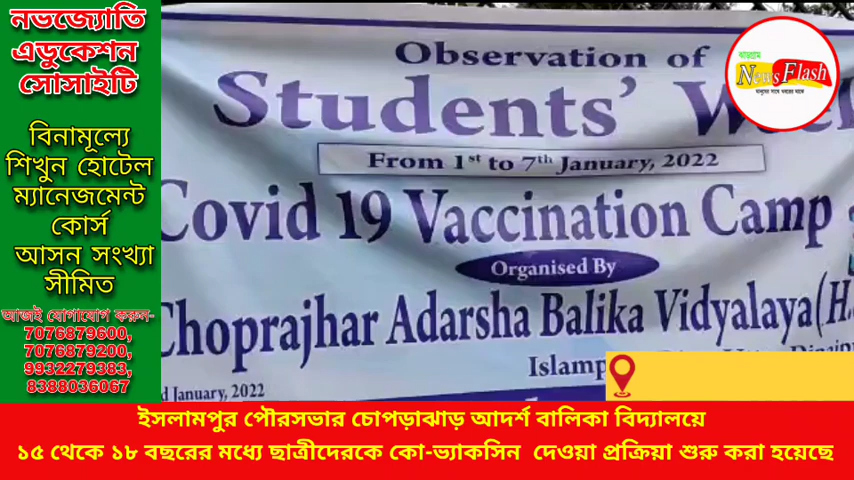 নভজ্যোতি
এডুকেশন
সোসাইটি
বিনামূল্যে
শিখুন হোটেল
ম্যানেজমেন্ট
কোর্স
আসন সংখ্যা
সীমিত
আজই যোগাযোগ করুন-
7076879600,
7076879200,
9932279383,
8388036067
Observation of
Students'
From 1st to 7th January, 2022
Covid 19 Vaccination Camp
Organised By
Choprajhar Adarsha Balika Vidyalaya (H.
Islamp
d January, 2022
News Flash
ইসলামপুর পৌরসভার চোপড়াঝাড় আদর্শ বালিকা বিদ্যালয়ে
১৫ থেকে ১৮ বছরের মধ্যে ছাত্রীদেরকে কো-ভ্যাকসিন দেওয়া প্রক্রিয়া শুরু করা হয়েছে